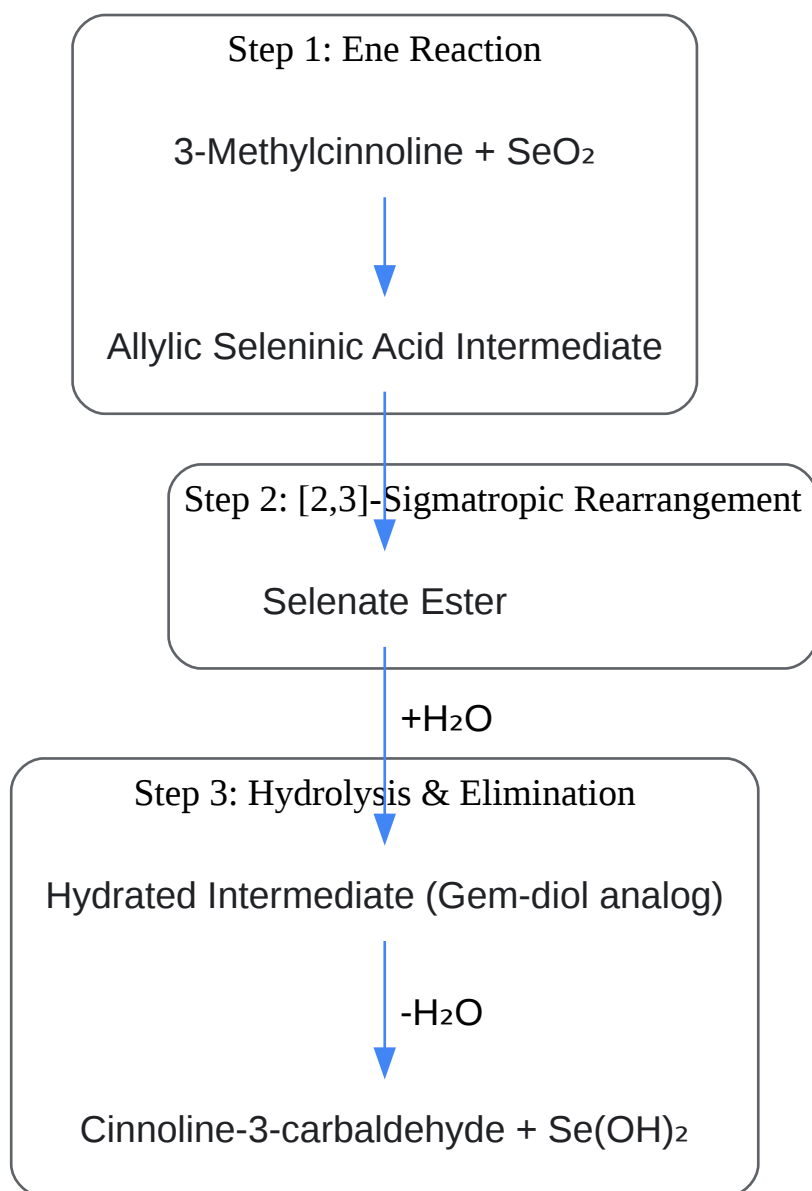 Step 1: Ene Reaction
3-Methylcinnoline + SeO₂
Allylic Seleninic Acid Intermediate
Step 2: [2,3]-Sigmatropic Rearrangement
Selenate Ester
+H₂O
Step 3: Hydrolysis & Elimination
Hydrated Intermediate (Gem-diol analog)
-H₂O
Cinnoline-3-carbaldehyde + Se(OH)₂